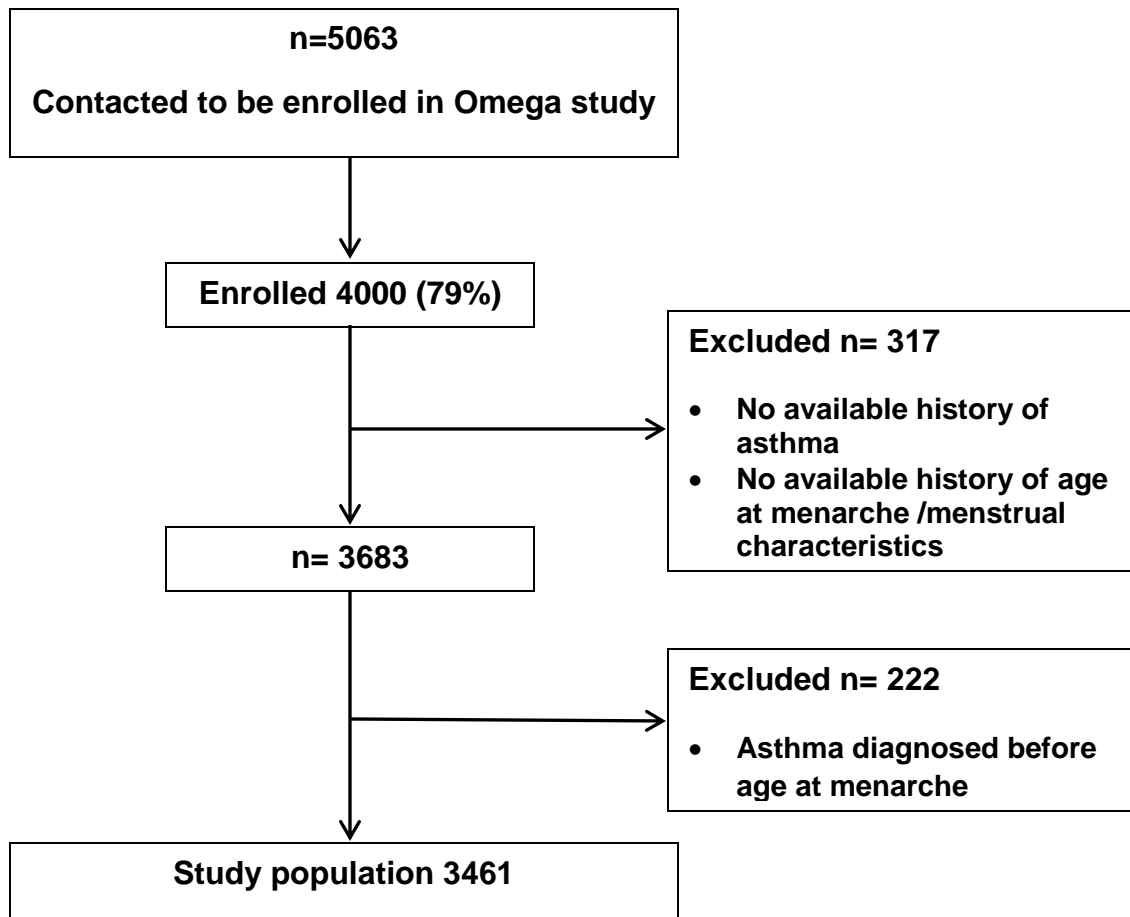 n=5063
Contacted to be enrolled in Omega study
Enrolled 4000 (79%)
Excluded n= 317
• No available history of
asthma
• No available history of age
at menarche /menstrual
characteristics
n= 3683
Excluded n= 222
• Asthma diagnosed before
age at menarche
Study population 3461